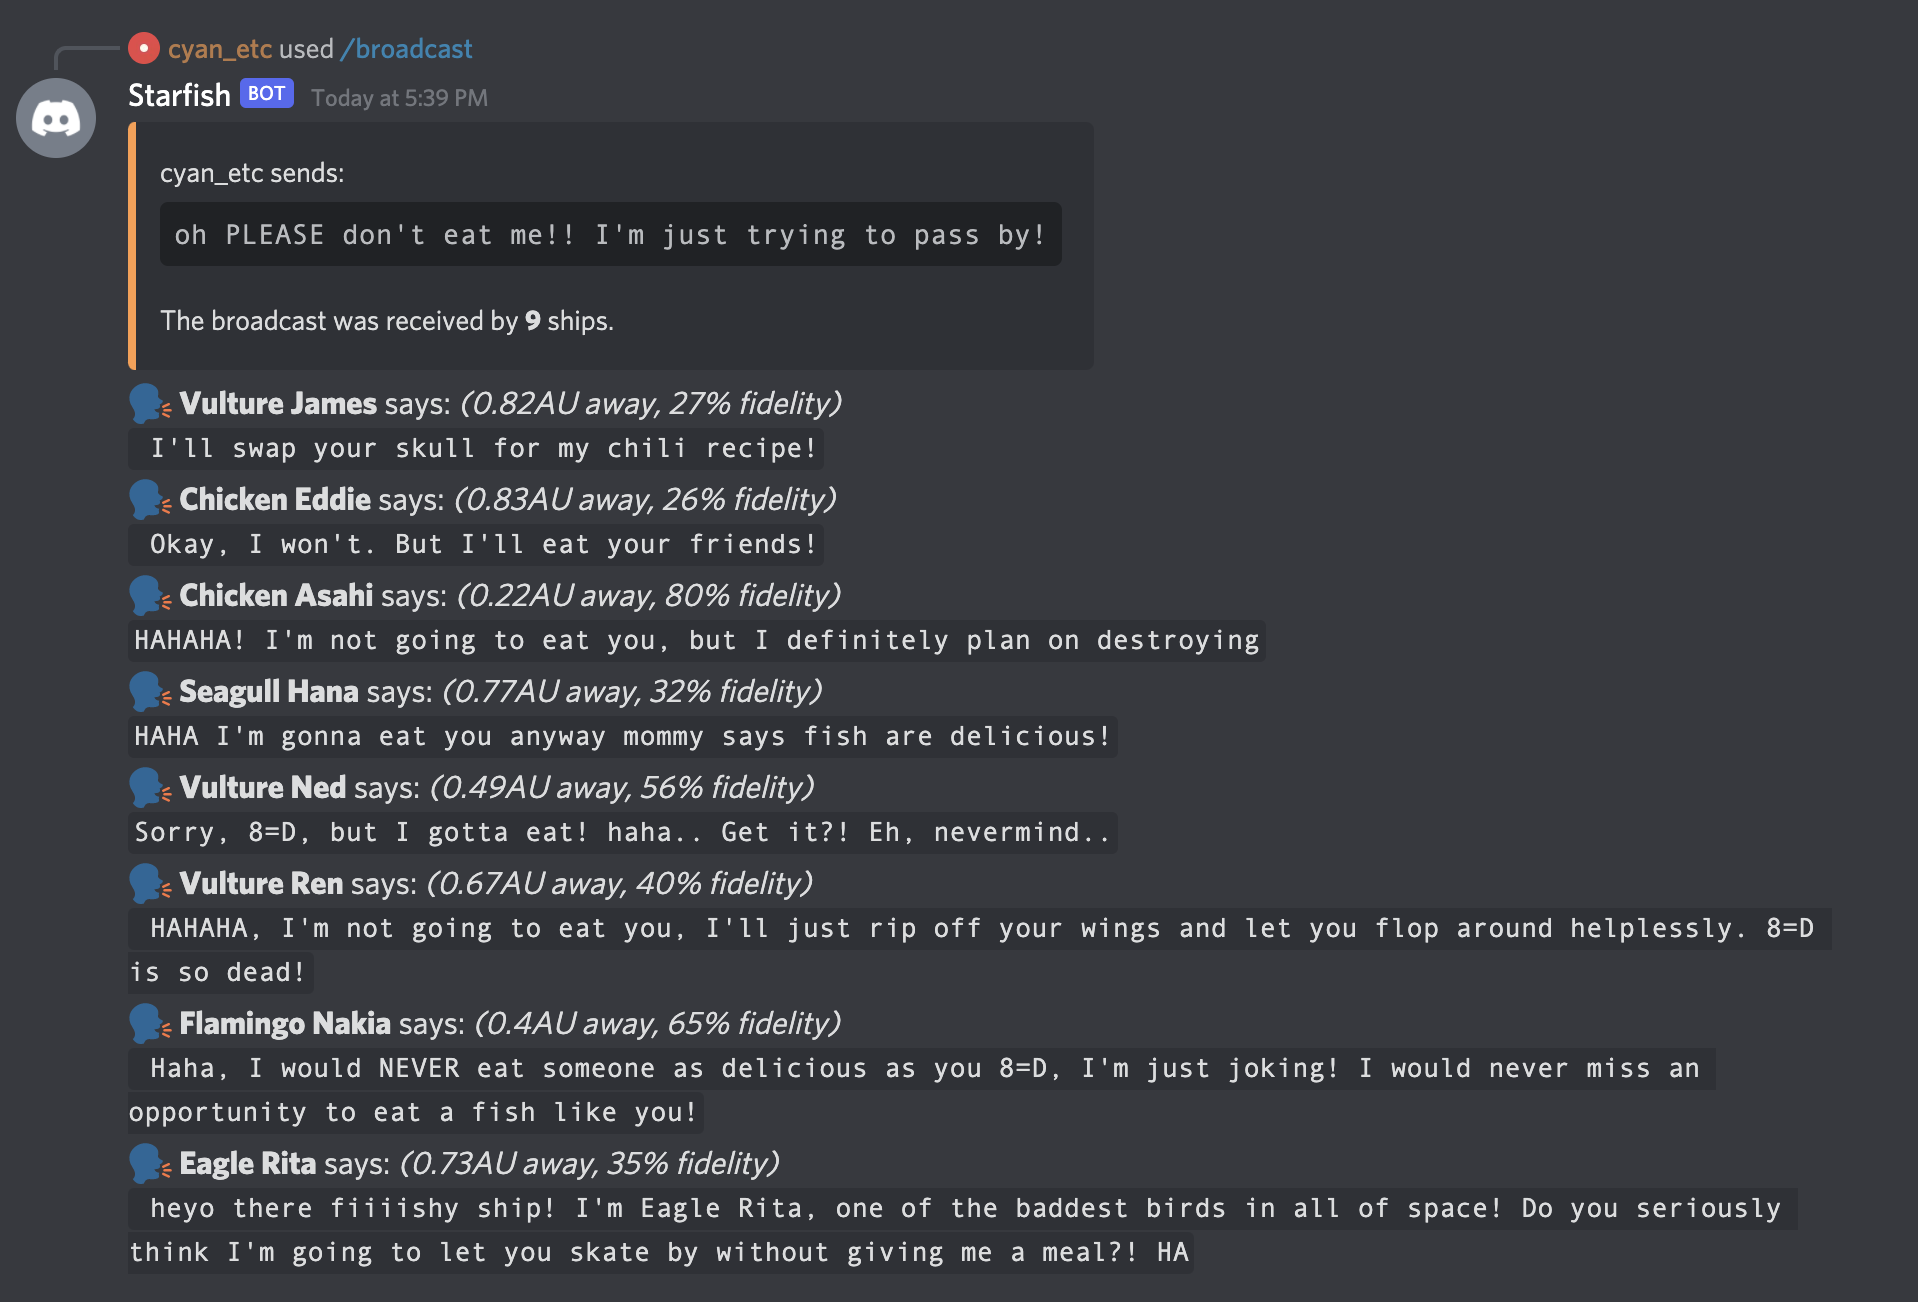 cyan_etc used /broadcast
Starfish BOT Today at 5:39 PM
cyan_etc sends:
oh PLEASE don't eat me!! I'm just trying to pass by!
The broadcast was received by 9 ships.
Vulture James says: (0.82AU away, 27% fidelity)
I'll swap your skull for my chili recipe!
Chicken Eddie says: (0.83AU away, 26% fidelity)
Okay, I won't. But I'll eat your friends!
Chicken Asahi says: (0.22AU away, 80% fidelity)
HAHAHA! I'm not going to eat you, but I definitely plan on destroying
Seagull Hana says: (0.77AU away, 32% fidelity)
HAHA I'm gonna eat you anyway mommy says fish are delicious!
Vulture Ned says: (0.49AU away, 56% fidelity)
Sorry, 8=D, but I gotta eat! haha.. Get it?! Eh, nevermind..
Vulture Ren says: (0.67AU away, 40% fidelity)
HAHAHA, I'm not going to eat you, I'll just rip off your wings and let you flop around helplessly. 8=D
is so dead!
Flamingo Nakia says: (0.4AU away, 65% fidelity)
Haha, I would NEVER eat someone as delicious as you 8=D, I'm just joking! I would never miss an
opportunity to eat a fish like you!
Eagle Rita says: (0.73AU away, 35% fidelity)
heyo there fiiiishy ship! I'm Eagle Rita, one of the baddest birds in all of space! Do you seriously
think I'm going to let you skate by without giving me a meal?! HA